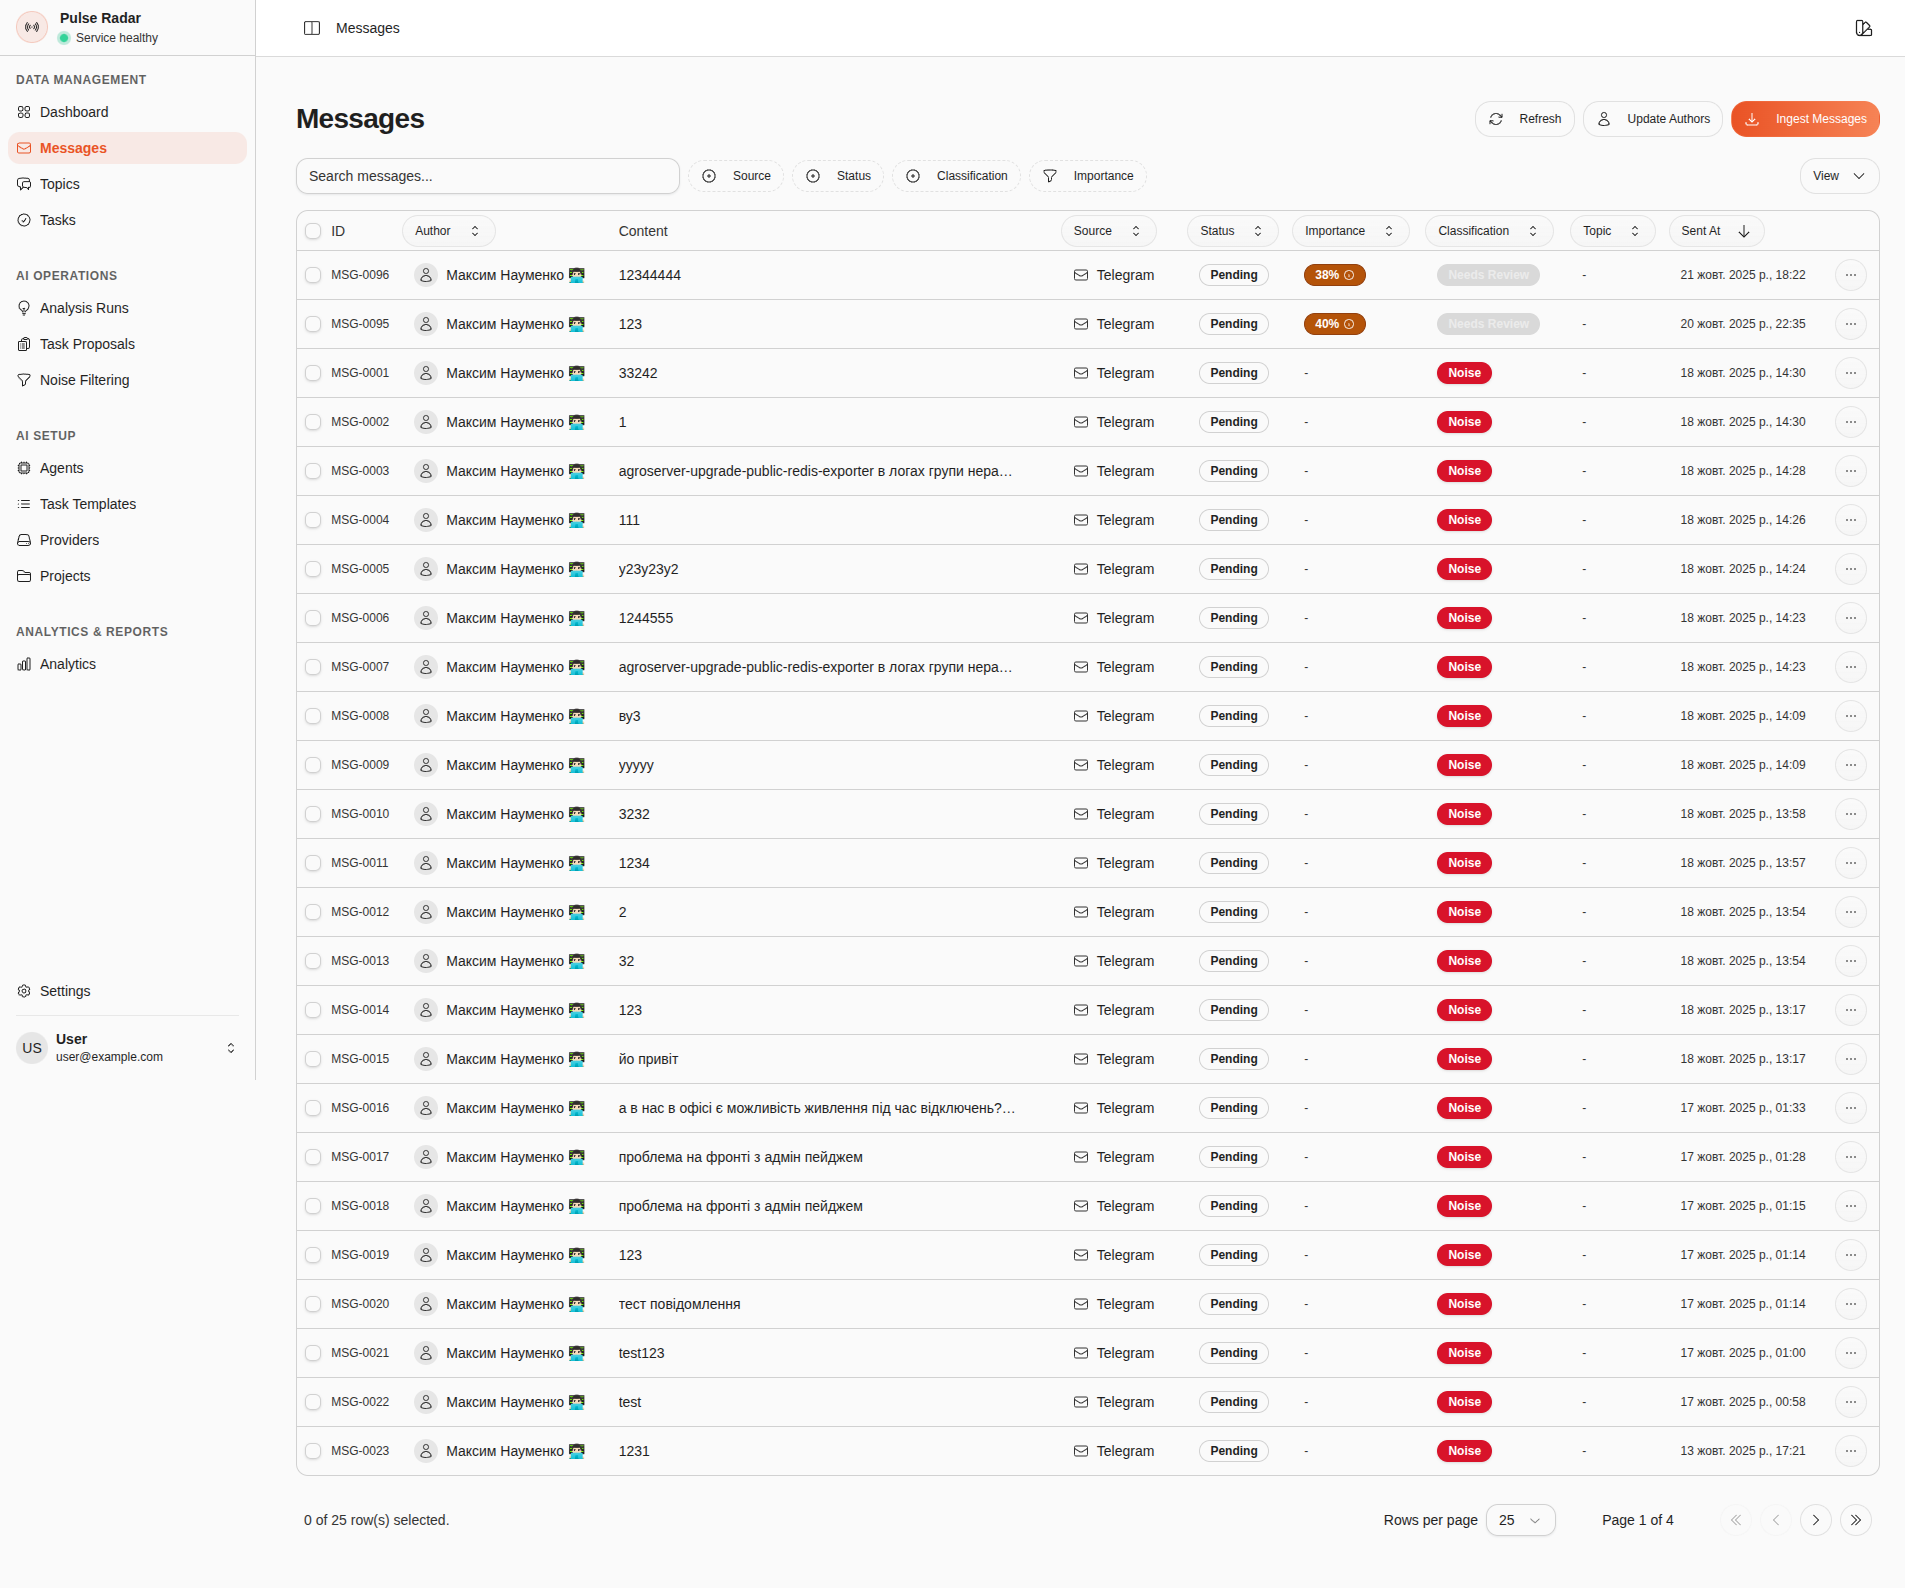 Pulse Radar
Service healthy
DATA MANAGEMENT
Dashboard
Messages
Topics
Tasks
AI OPERATIONS
Analysis Runs
Task Proposals
Noise Filtering
AI SETUP
Agents
Task Templates
Providers
Projects
ANALYTICS & REPORTS
Analytics
Settings
US
User
user@example.com
Messages
Messages
Refresh
Update Authors
Ingest Messages
Search messages...
Source
Status
Classification
Importance
View
ID Author Content Source Status Importance Classification Topic Sent At
MSG-0096 Максим Науменко 12344444 Telegram Pending 38% Needs Review - 21 жовт. 2025 р., 18:22
MSG-0095 Максим Науменко 123 Telegram Pending 40% Needs Review - 20 жовт. 2025 р., 22:35
MSG-0001 Максим Науменко 33242 Telegram Pending - Noise - 18 жовт. 2025 р., 14:30
MSG-0002 Максим Науменко 1 Telegram Pending - Noise - 18 жовт. 2025 р., 14:30
MSG-0003 Максим Науменко agroserver-upgrade-public-redis-exporter в логах групи нера… Telegram Pending - Noise - 18 жовт. 2025 р., 14:28
MSG-0004 Максим Науменко 111 Telegram Pending - Noise - 18 жовт. 2025 р., 14:26
MSG-0005 Максим Науменко у23у23у2 Telegram Pending - Noise - 18 жовт. 2025 р., 14:24
MSG-0006 Максим Науменко 1244555 Telegram Pending - Noise - 18 жовт. 2025 р., 14:23
MSG-0007 Максим Науменко agroserver-upgrade-public-redis-exporter в логах групи нера… Telegram Pending - Noise - 18 жовт. 2025 р., 14:23
MSG-0008 Максим Науменко ву3 Telegram Pending - Noise - 18 жовт. 2025 р., 14:09
MSG-0009 Максим Науменко ууууу Telegram Pending - Noise - 18 жовт. 2025 р., 14:09
MSG-0010 Максим Науменко 3232 Telegram Pending - Noise - 18 жовт. 2025 р., 13:58
MSG-0011 Максим Науменко 1234 Telegram Pending - Noise - 18 жовт. 2025 р., 13:57
MSG-0012 Максим Науменко 2 Telegram Pending - Noise - 18 жовт. 2025 р., 13:54
MSG-0013 Максим Науменко 32 Telegram Pending - Noise - 18 жовт. 2025 р., 13:54
MSG-0014 Максим Науменко 123 Telegram Pending - Noise - 18 жовт. 2025 р., 13:17
MSG-0015 Максим Науменко йо привіт Telegram Pending - Noise - 18 жовт. 2025 р., 13:17
MSG-0016 Максим Науменко а в нас в офісі є можливість живлення під час відключень?… Telegram Pending - Noise - 17 жовт. 2025 р., 01:33
MSG-0017 Максим Науменко проблема на фронті з адмін пейджем Telegram Pending - Noise - 17 жовт. 2025 р., 01:28
MSG-0018 Максим Науменко проблема на фронті з адмін пейджем Telegram Pending - Noise - 17 жовт. 2025 р., 01:15
MSG-0019 Максим Науменко 123 Telegram Pending - Noise - 17 жовт. 2025 р., 01:14
MSG-0020 Максим Науменко тест повідомлення Telegram Pending - Noise - 17 жовт. 2025 р., 01:14
MSG-0021 Максим Науменко test123 Telegram Pending - Noise - 17 жовт. 2025 р., 01:00
MSG-0022 Максим Науменко test Telegram Pending - Noise - 17 жовт. 2025 р., 00:58
MSG-0023 Максим Науменко 1231 Telegram Pending - Noise - 13 жовт. 2025 р., 17:21
0 of 25 row(s) selected.
Rows per page 25
Page 1 of 4